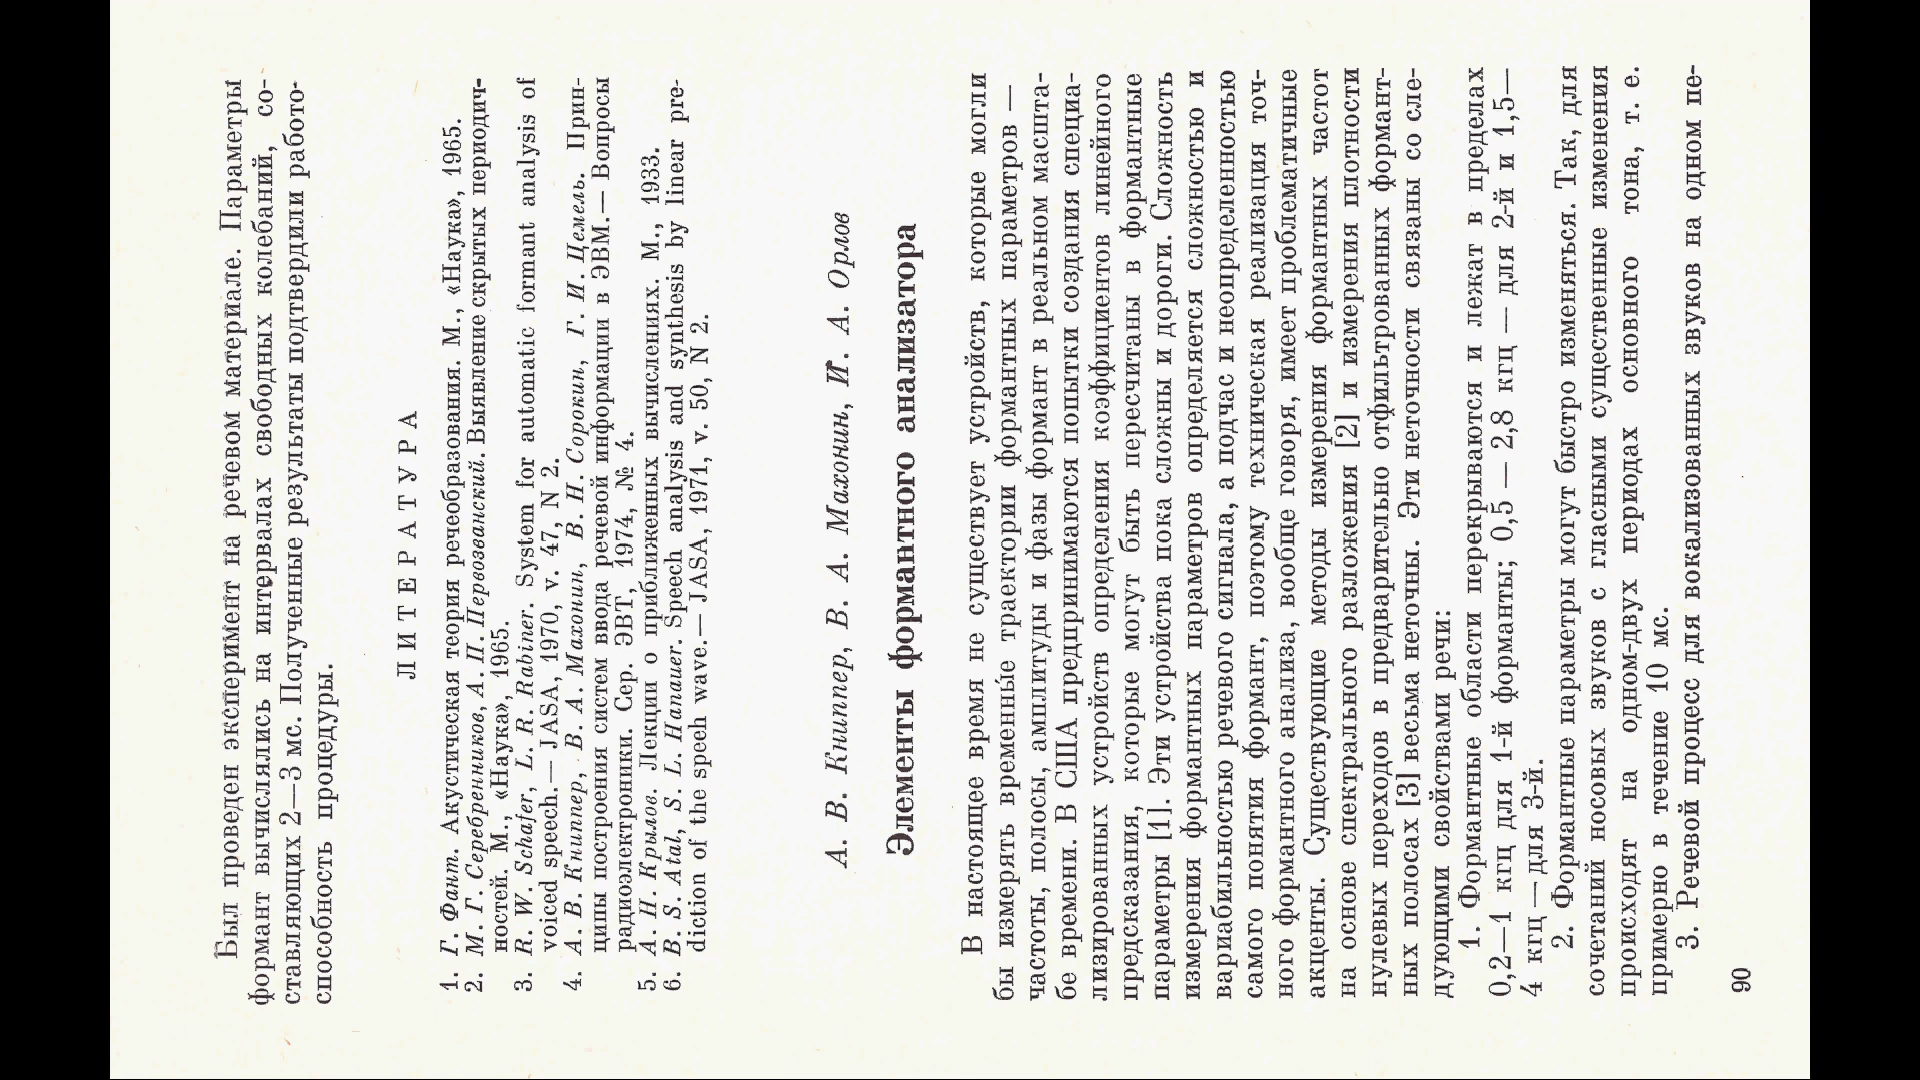 Был проведен эксперимент на речевом материале. Параметры
формант вычислялись на интервалах свободных колебаний, со-
ставляющих 2—3 мс. Полученные результаты подтвердили работо-
способность процедуры.
ЛИТЕРАТУРА
1. Г. Фант. Акустическая теория речеобразования. М., «Наука», 1965.
2. М. Г. Серебренников, А. П. Первозванский. Выявление скрытых периодич-
ностей. М., «Наука», 1965.
3. R. W. Schafer, L. R. Rabiner. System for automatic formant analysis of
voiced speech.— JASA, 1970, v. 47, N 2.
4. А. В. Книппер, В. А. Махонин, В. Н. Сорокин, Г. И. Цемель. Прин-
ципы построения систем ввода речевой информации в ЭВМ.— Вопросы
радиоэлектроники. Сер. ЭВТ, 1974, № 4.
5. А. Н. Крылов. Лекции о приближенных вычислениях. М., 1933.
6. B. S. Atal, S. L. Hanauer. Speech analysis and synthesis by linear pre-
diction of the speeh wave.— JASA, 1971, v. 50, N 2.
А. В. Книппер, В. А. Махонин, И. А. Орлов
Элементы формантного анализатора
В настоящее время не существует устройств, которые могли
бы измерять временные траектории формантных параметров —
частоты, полосы, амплитуды и фазы формант в реальном масшта-
бе времени. В США предпринимаются попытки создания специа-
лизированных устройств определения коэффициентов линейного
предсказания, которые могут быть пересчитаны в формантные
параметры [1]. Эти устройства пока сложны и дороги. Сложность
измерения формантных параметров определяется сложностью и
вариабильностью речевого сигнала, а подчас и неопределенностью
самого понятия формант, поэтому техническая реализация точ-
ного формантного анализа, вообще говоря, имеет проблематичные
акценты. Существующие методы измерения формантных частот
на основе спектрального разложения [2] и измерения плотности
нулевых переходов в предварительно отфильтрованных формант-
ных полосах [3] весьма неточны. Эти неточности связаны со сле-
дующими свойствами речи:
1. Формантные области перекрываются и лежат в пределах
0,2—1 кгц для 1-й форманты; 0,5 — 2,8 кгц — для 2-й и 1,5—
4 кгц — для 3-й.
2. Формантные параметры могут быстро изменяться. Так, для
сочетаний носовых звуков с гласными существенные изменения
происходят на одном-двух периодах основного тона, т. е.
примерно в течение 10 мс.
3. Речевой процесс для вокализованных звуков на одном пе-
90